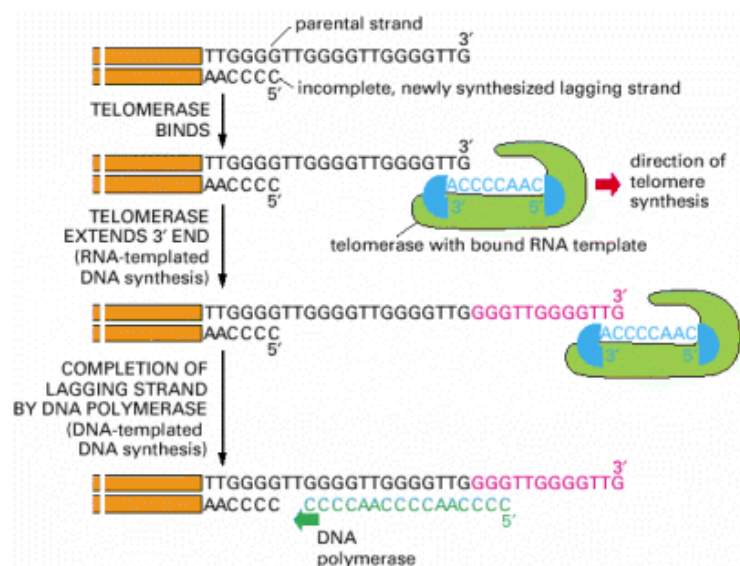 parental strand
3′
TTGGGGTTGGGGTTGGGGTTG
AACCCC
5′
incomplete, newly synthesized lagging strand
TELOMERASE
BINDS
3′
TTGGGGTTGGGGTTGGGGTTG
AACCCC
5′
ACCCCAAC
3′
5′
direction of
telomere
synthesis
TELOMERASE
EXTENDS 3′ END
(RNA-templated
DNA synthesis)
telomerase with bound RNA template
3′
TTGGGGTTGGGGTTGGGGTTGGGGTTGGGGTTG
AACCCC
5′
ACCCCAAC
3′
5′
COMPLETION OF
LAGGING STRAND
BY DNA POLYMERASE
(DNA-templated
DNA synthesis)
3′
TTGGGGTTGGGGTTGGGGTTGGGGTTGGGGTTG
AACCCC CCCCAACCCCAACCCC
5′
DNA
polymerase